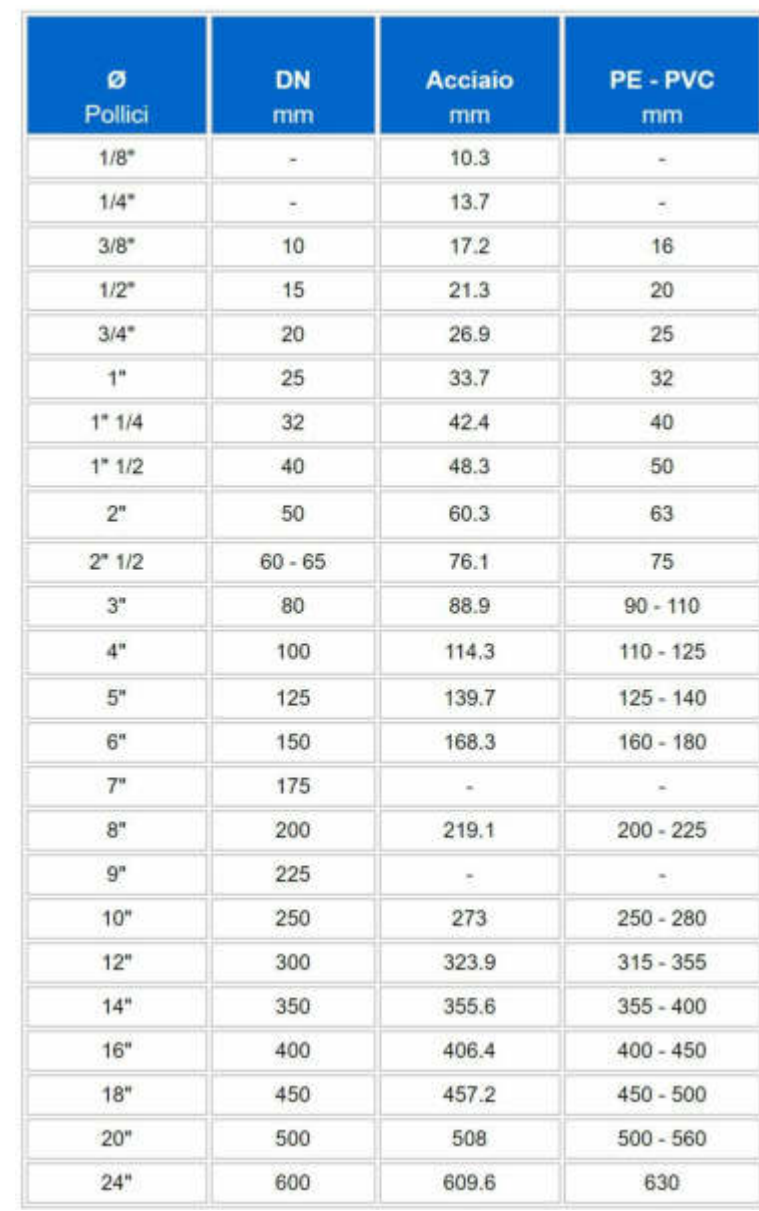 Ø DN Acciaio PE - PVC
Pollici mm mm mm
1/8" - 10.3 -
1/4" - 13.7 -
3/8" 10 17.2 16
1/2" 15 21.3 20
3/4" 20 26.9 25
1" 25 33.7 32
1" 1/4 32 42.4 40
1" 1/2 40 48.3 50
2" 50 60.3 63
2" 1/2 60 - 65 76.1 75
3" 80 88.9 90 - 110
4" 100 114.3 110 - 125
5" 125 139.7 125 - 140
6" 150 168.3 160 - 180
7" 175 - -
8" 200 219.1 200 - 225
9" 225 - -
10" 250 273 250 - 280
12" 300 323.9 315 - 355
14" 350 355.6 355 - 400
16" 400 406.4 400 - 450
18" 450 457.2 450 - 500
20" 500 508 500 - 560
24" 600 609.6 630